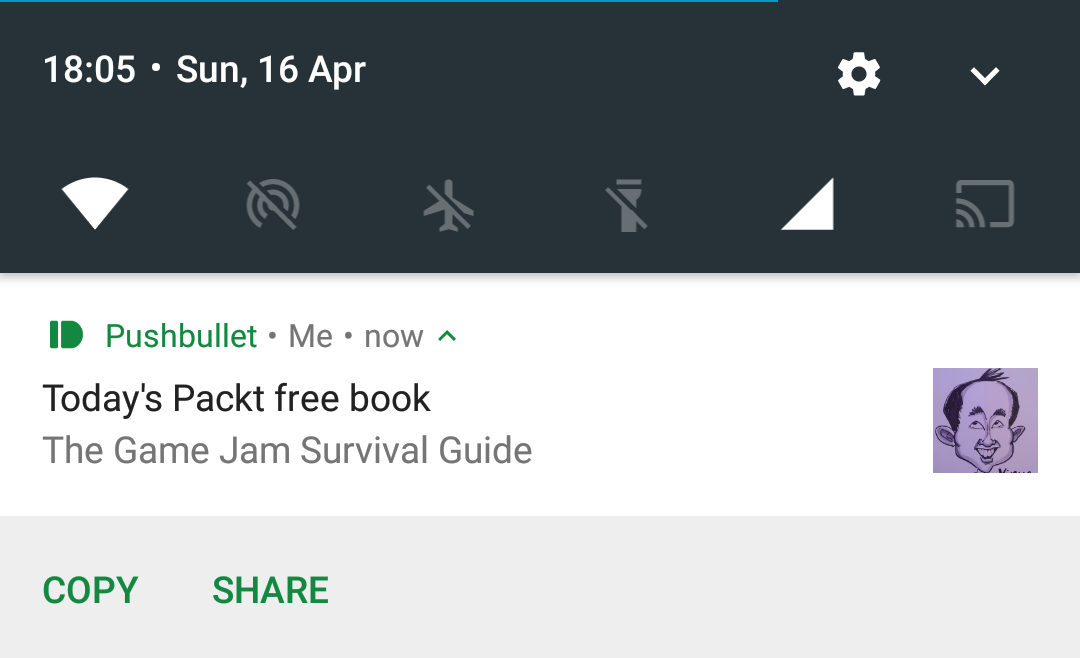 18:05 • Sun, 16 Apr
Pushbullet • Me • now
Today's Packt free book
The Game Jam Survival Guide
COPY SHARE